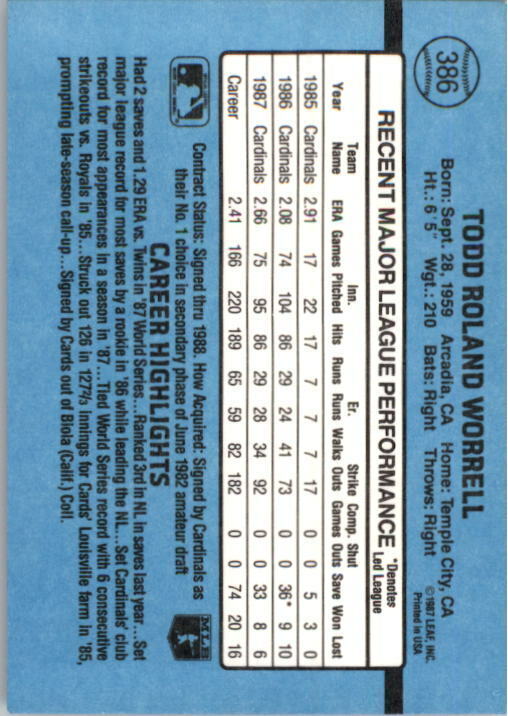 386
TODD ROLAND WORRELL
Born: Sept. 28, 1959 Arcadia, CA Home: Temple City, CA
Ht.: 6'5" Wgt.: 210 Bats: Right Throws: Right
©1987 LEAF, INC.
Printed in USA
RECENT MAJOR LEAGUE PERFORMANCE *Denotes Led League
Year Team Name ERA Games Inn. Pitched Hits Runs Er. Runs Walks Strike Outs Comp. Games Shut Outs Save Won Lost
1985 Cardinals 2.91 17 22 17 7 7 7 17 0 0 5 3 0
1986 Cardinals 2.08 74 104 86 29 24 41 73 0 0 36* 9 10
1987 Cardinals 2.66 75 95 86 29 28 34 92 0 0 33 8 6
Career 2.41 166 220 189 65 59 82 182 0 0 74 20 16
Contract Status: Signed thru 1988. How Acquired: Signed by Cardinals as
their No. 1 choice in secondary phase of June 1982 amateur draft
MLB
CAREER HIGHLIGHTS
Had 2 saves and 1.29 ERA vs. Twins in '87 World Series...Ranked 3rd in NL in saves last year...Set
major league record for most saves by a rookie in '86 while leading the NL...Set Cardinals' club
record for most appearances in a season in '87...Tied World Series record with 6 consecutive
strikeouts vs. Royals in '85...Struck out 126 in 127⅔ innings for Cards' Louisville farm in '85,
prompting late-season call-up...Signed by Cards out of Biola (Calif.) Coll.